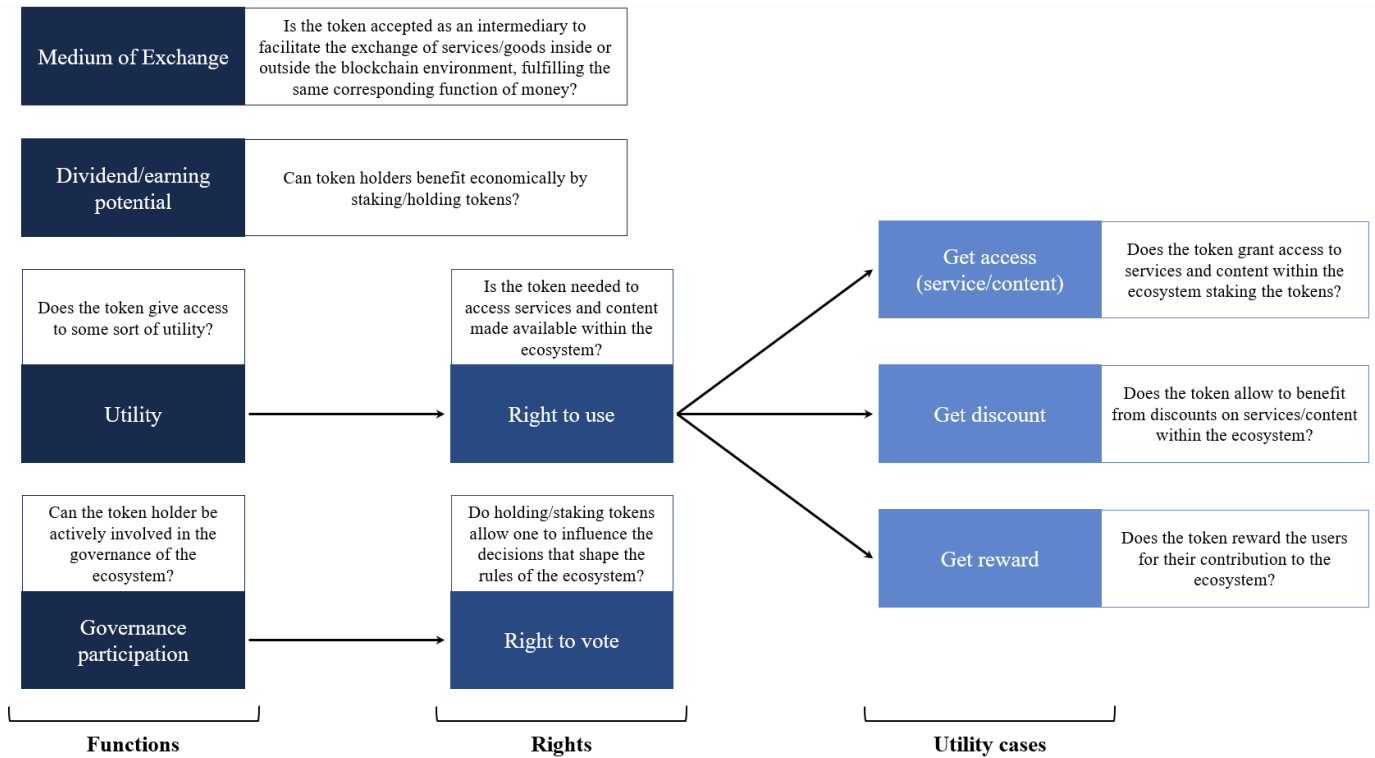 Medium of Exchange
Is the token accepted as an intermediary to
facilitate the exchange of services/goods inside or
outside the blockchain environment, fulfilling the
same corresponding function of money?
Dividend/earning
potential
Can token holders benefit economically by
staking/holding tokens?
Does the token give access
to some sort of utility?
Utility
Is the token needed to
access services and content
made available within the
ecosystem?
Right to use
Get access
(service/content)
Does the token grant access to
services and content within the
ecosystem staking the tokens?
Get discount
Does the token allow to benefit
from discounts on services/content
within the ecosystem?
Get reward
Does the token reward the users
for their contribution to the
ecosystem?
Can the token holder be
actively involved in the
governance of the
ecosystem?
Governance
participation
Do holding/staking tokens
allow one to influence the
decisions that shape the
rules of the ecosystem?
Right to vote
Functions
Rights
Utility cases